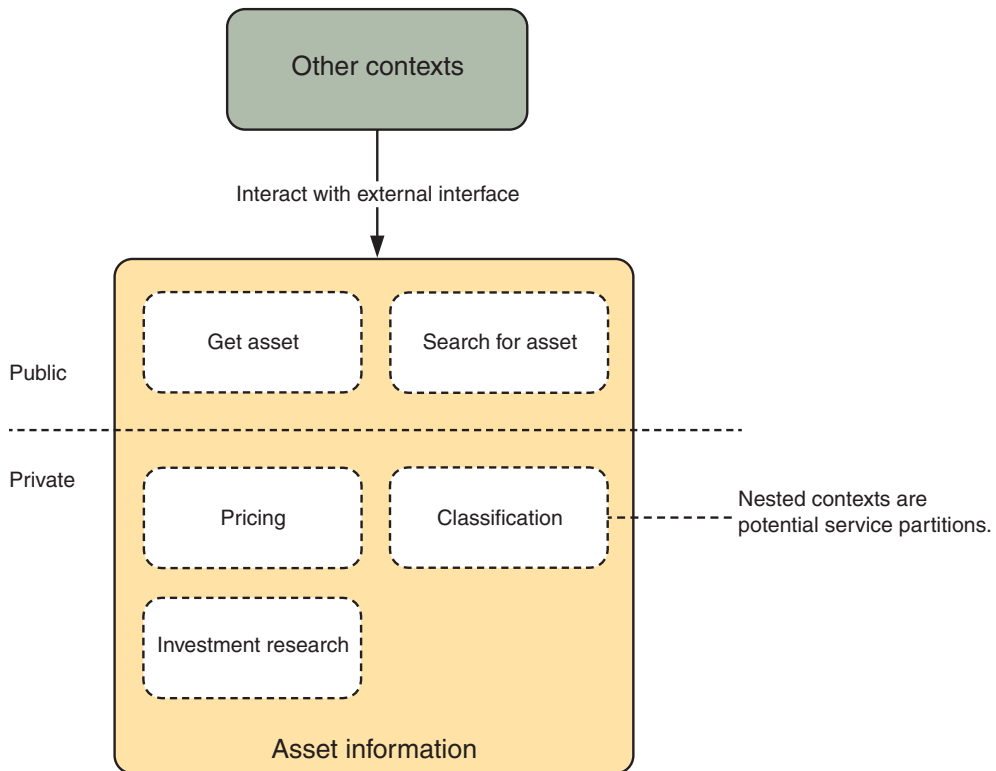 Other contexts
Interact with external interface
Get asset
Search for asset
Public
Private
Pricing
Classification
Nested contexts are
potential service partitions.
Investment research
Asset information